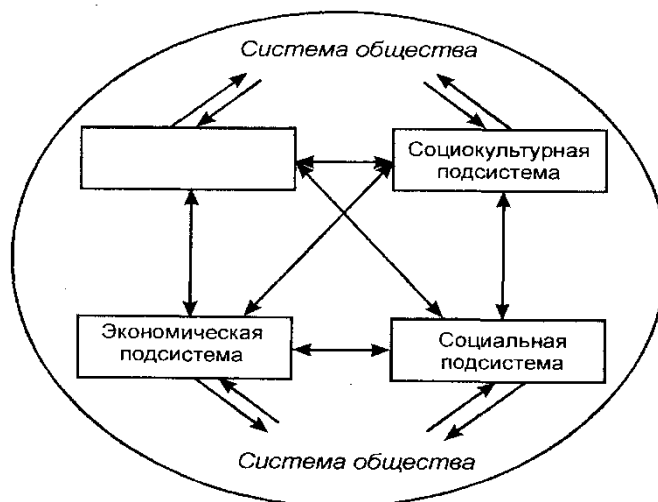 Система общества
Социокультурная
подсистема
Экономическая
подсистема
Социальная
подсистема
Система общества